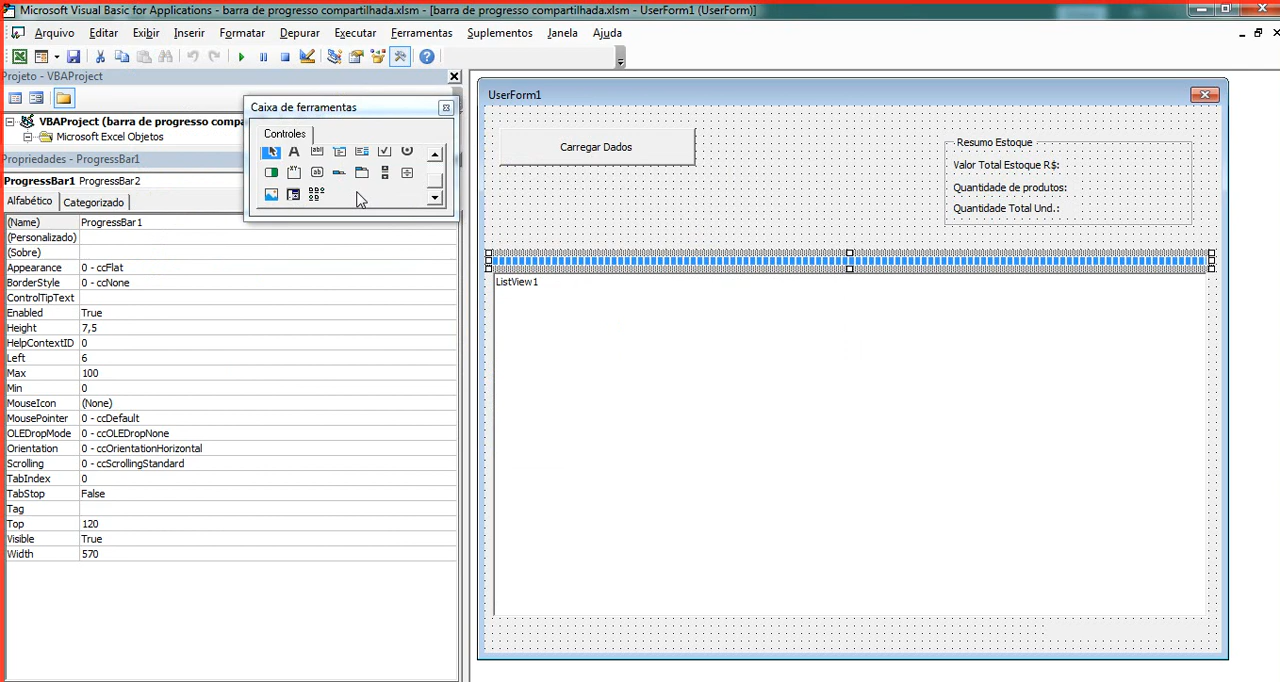 Microsoft Visual Basic for Applications - barra de progresso compartilhada.xlsm - [barra de progresso compartilhada.xlsm - UserForm1 (UserForm)]
Arquivo Editar Exibir Inserir Formatar Depurar Executar Ferramentas Suplementos Janela Ajuda
Projeto - VBAProject
VBAProject (barra de progresso compa
Microsoft Excel Objetos
Propriedades - ProgressBar1
ProgressBar1 ProgressBar2
Alfabético Categorizado
(Name) ProgressBar1
(Personalizado)
(Sobre)
Appearance 0 - ccFlat
BorderStyle 0 - ccNone
ControlTipText
Enabled True
Height 7,5
HelpContextID 0
Left 6
Max 100
Min 0
MouseIcon (None)
MousePointer 0 - ccDefault
OLEDropMode 0 - ccOLEDropNone
Orientation 0 - ccOrientationHorizontal
Scrolling 0 - ccScrollingStandard
TabIndex 0
TabStop False
Tag
Top 120
Visible True
Width 570
Caixa de ferramentas
Controles
UserForm1
Carregar Dados
Resumo Estoque
Valor Total Estoque R$:
Quantidade de produtos:
Quantidade Total Und.:
ListView1